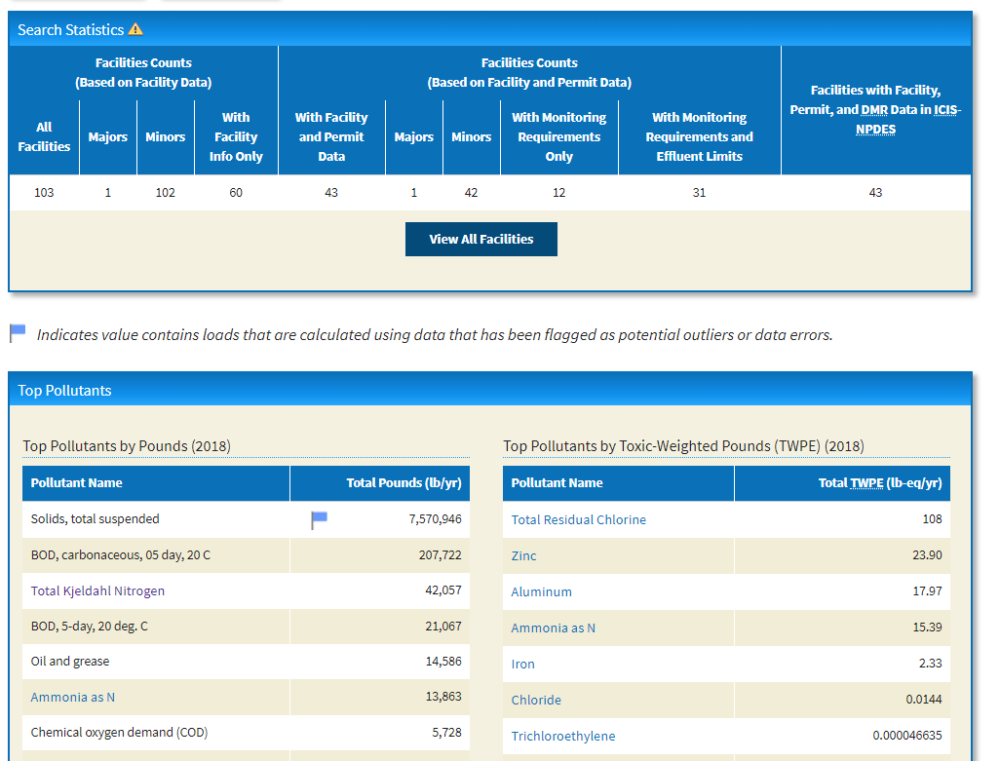 Search Statistics
Facilities Counts
(Based on Facility Data)
Facilities Counts
(Based on Facility and Permit Data)
Facilities with Facility,
Permit, and DMR Data in ICIS-
NPDES
All
Facilities
Majors
Minors
With
Facility
Info Only
With Facility
and Permit
Data
Majors
Minors
With Monitoring
Requirements
Only
With Monitoring
Requirements and
Effluent Limits
103 1 102 60 43 1 42 12 31 43
View All Facilities
Indicates value contains loads that are calculated using data that has been flagged as potential outliers or data errors.
Top Pollutants
Top Pollutants by Pounds (2018)
Pollutant Name Total Pounds (lb/yr)
Solids, total suspended 7,570,946
BOD, carbonaceous, 05 day, 20 C 207,722
Total Kjeldahl Nitrogen 42,057
BOD, 5-day, 20 deg. C 21,067
Oil and grease 14,586
Ammonia as N 13,863
Chemical oxygen demand (COD) 5,728
Top Pollutants by Toxic-Weighted Pounds (TWPE) (2018)
Pollutant Name Total TWPE (lb-eq/yr)
Total Residual Chlorine 108
Zinc 23.90
Aluminum 17.97
Ammonia as N 15.39
Iron 2.33
Chloride 0.0144
Trichloroethylene 0.000046635